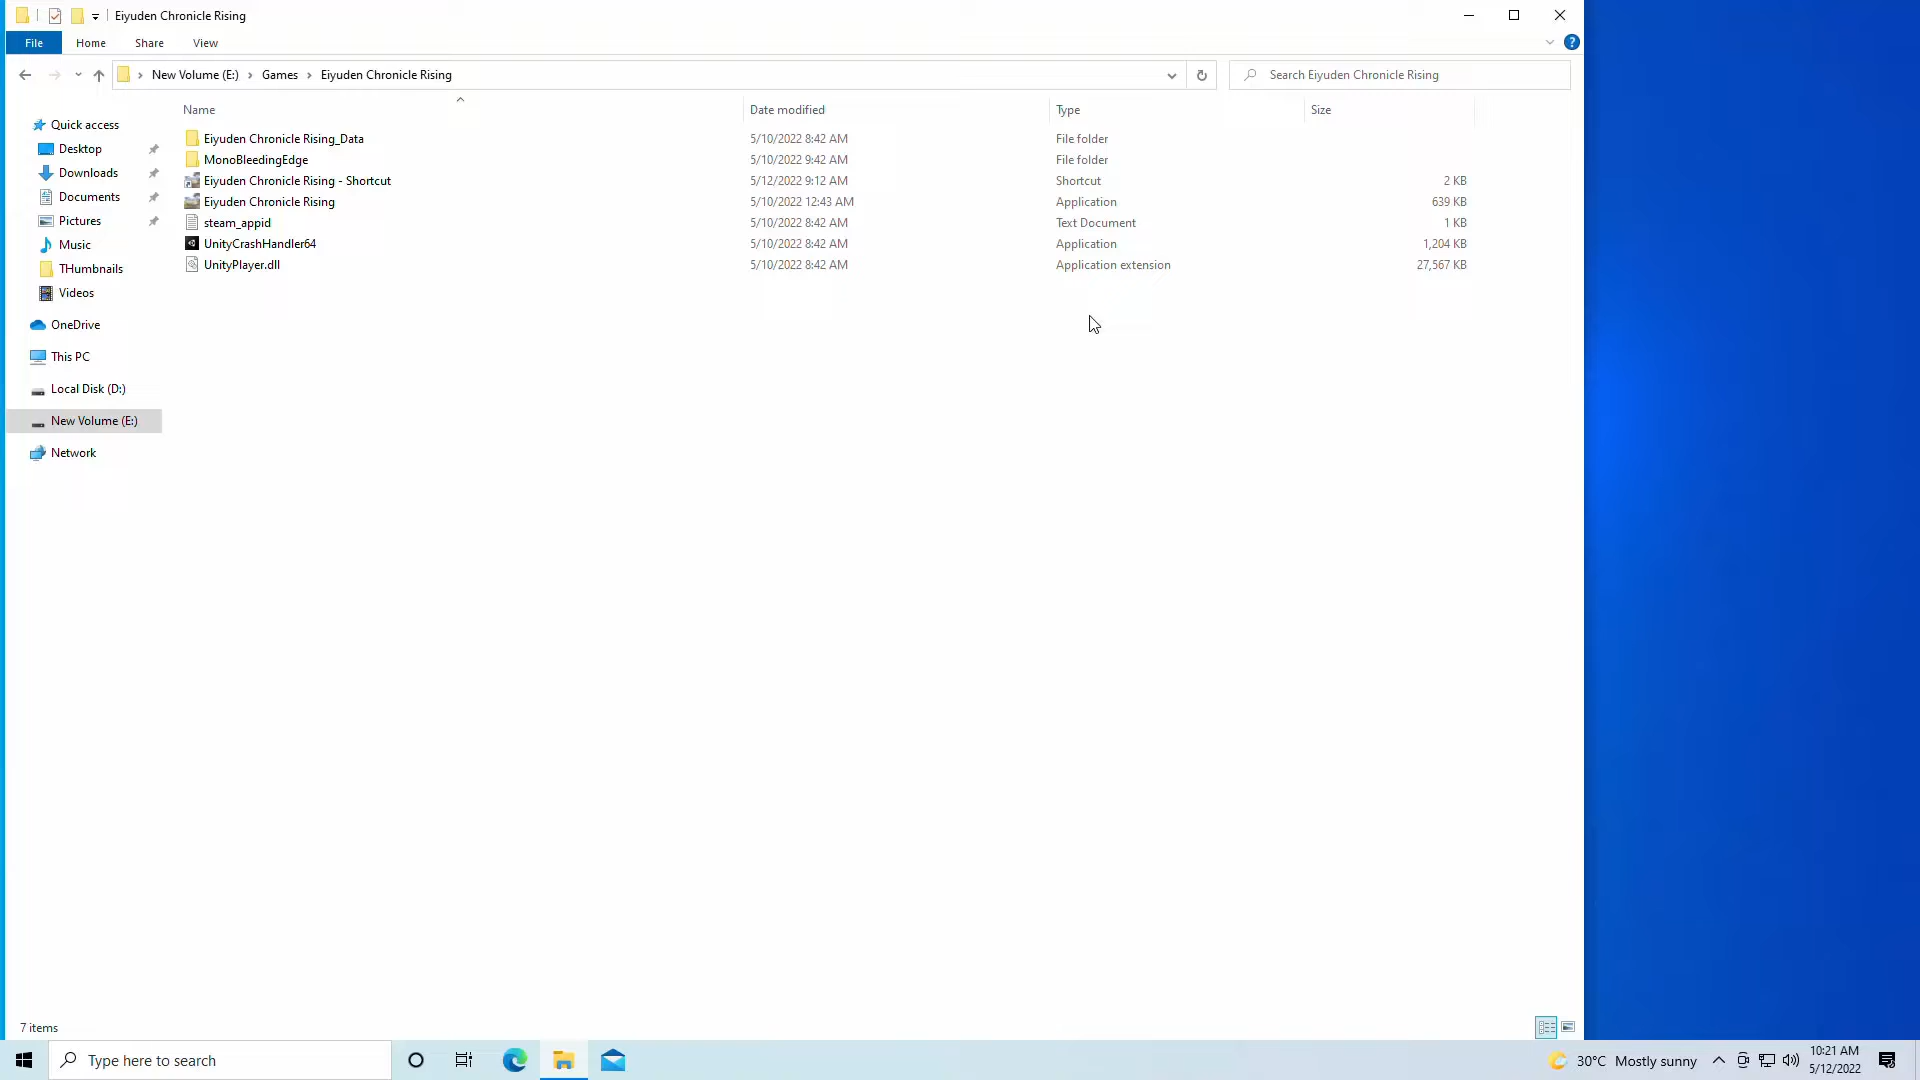 Eiyuden Chronicle Rising
File Home Share View
New Volume (E:) Games Eiyuden Chronicle Rising Search Eiyuden Chronicle Rising
Name Date modified Type Size
Quick access
Desktop
Downloads
Documents
Pictures
Music
THumbnails
Videos
OneDrive
This PC
Local Disk (D:)
New Volume (E:)
Network
Eiyuden Chronicle Rising_Data 5/10/2022 8:42 AM File folder
MonoBleedingEdge 5/10/2022 9:42 AM File folder
Eiyuden Chronicle Rising - Shortcut 5/12/2022 9:12 AM Shortcut 2 KB
Eiyuden Chronicle Rising 5/10/2022 12:43 AM Application 639 KB
steam_appid 5/10/2022 8:42 AM Text Document 1 KB
UnityCrashHandler64 5/10/2022 8:42 AM Application 1,204 KB
UnityPlayer.dll 5/10/2022 8:42 AM Application extension 27,567 KB
7 items
Type here to search
30°C Mostly sunny
10:21 AM
5/12/2022